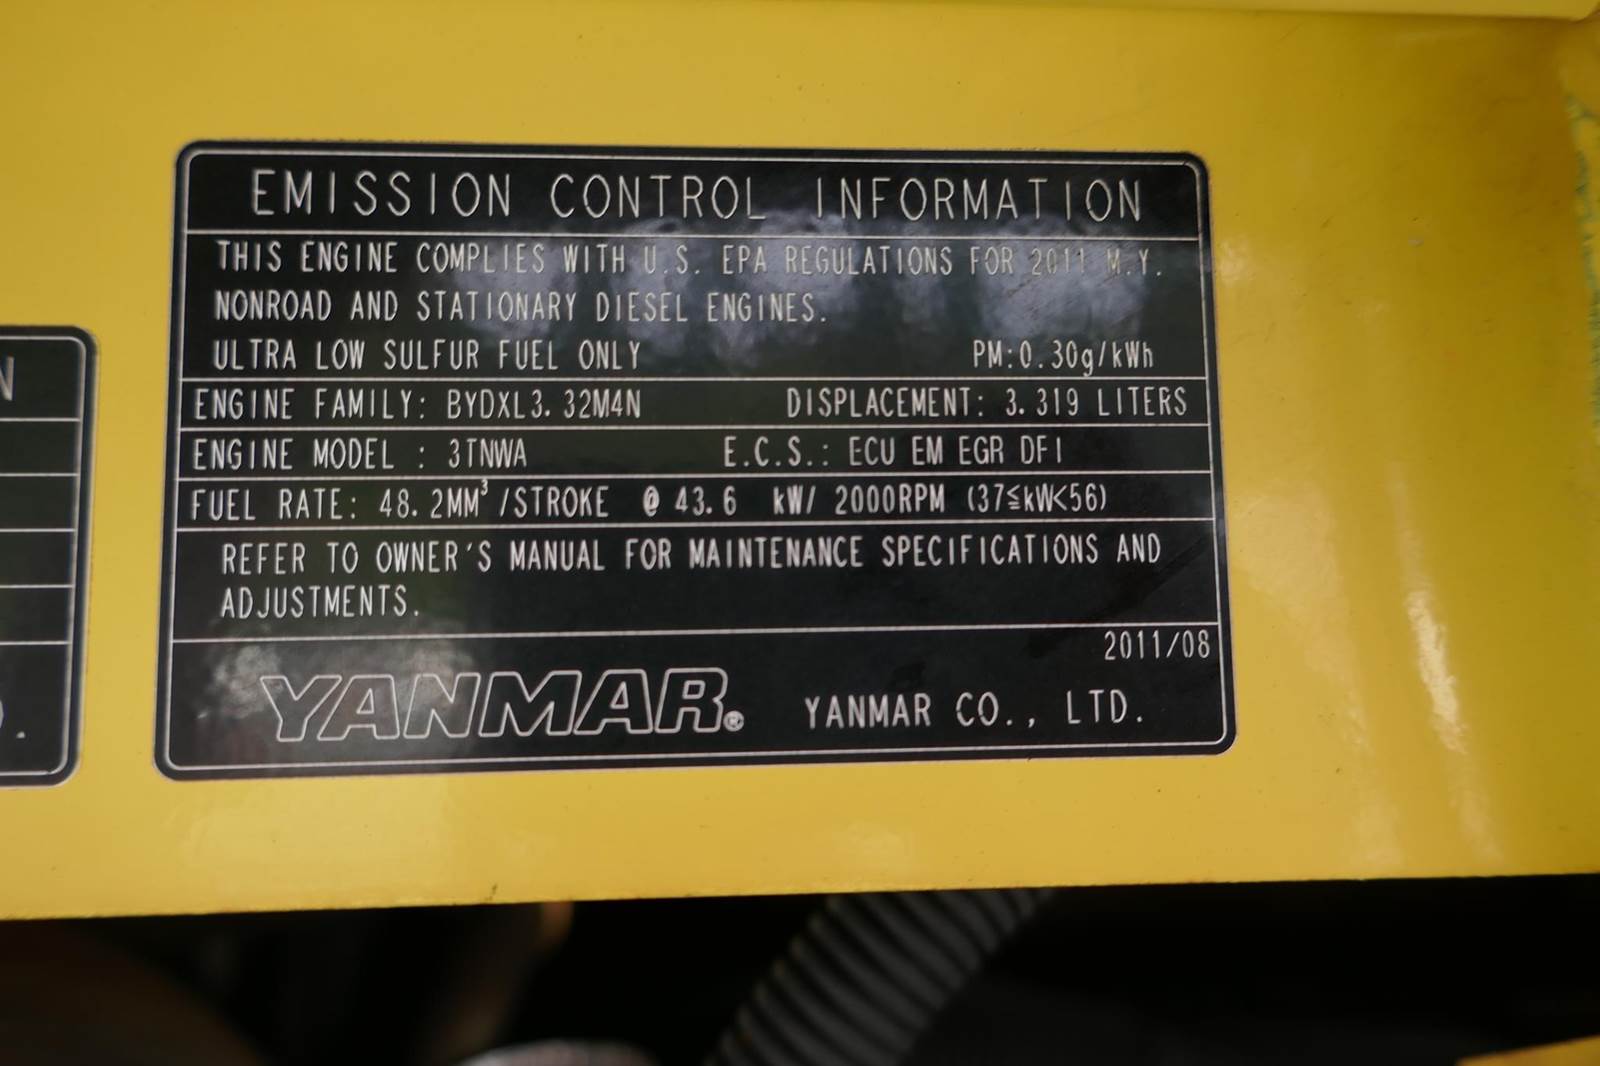 EMISSION CONTROL INFORMATION
THIS ENGINE COMPLIES WITH U.S. EPA REGULATIONS FOR 2011 M.Y.
NONROAD AND STATIONARY DIESEL ENGINES.
ULTRA LOW SULFUR FUEL ONLY PM:0.30g/kWh
ENGINE FAMILY: BYDXL3.32M4N DISPLACEMENT: 3.319 LITERS
ENGINE MODEL : 3TNWA E.C.S.: ECU EM EGR DFI
FUEL RATE: 48.2MM³/STROKE @ 43.6 kW/ 2000RPM (37≦kW<56)
REFER TO OWNER'S MANUAL FOR MAINTENANCE SPECIFICATIONS AND
ADJUSTMENTS.
2011/08
YANMAR® YANMAR CO., LTD.